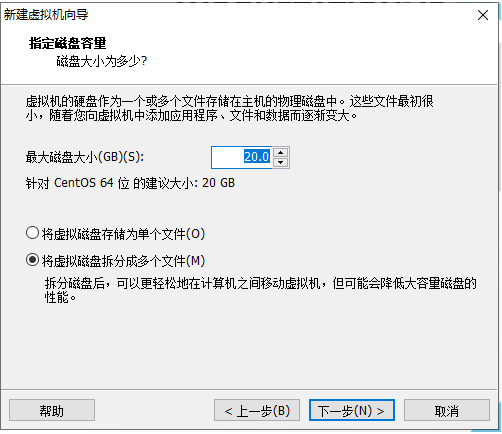 新建虚拟机向导
指定磁盘容量
磁盘大小为多少?
虚拟机的硬盘作为一个或多个文件存储在主机的物理磁盘中。这些文件最初很
小，随着您向虚拟机中添加应用程序、文件和数据而逐渐变大。
最大磁盘大小(GB)(S): 20.0
针对 CentOS 64 位 的建议大小: 20 GB
将虚拟磁盘存储为单个文件(O)
将虚拟磁盘拆分成多个文件(M)
拆分磁盘后，可以更轻松地在计算机之间移动虚拟机，但可能会降低大容量磁盘的
性能。
帮助 < 上一步(B) 下一步(N) > 取消